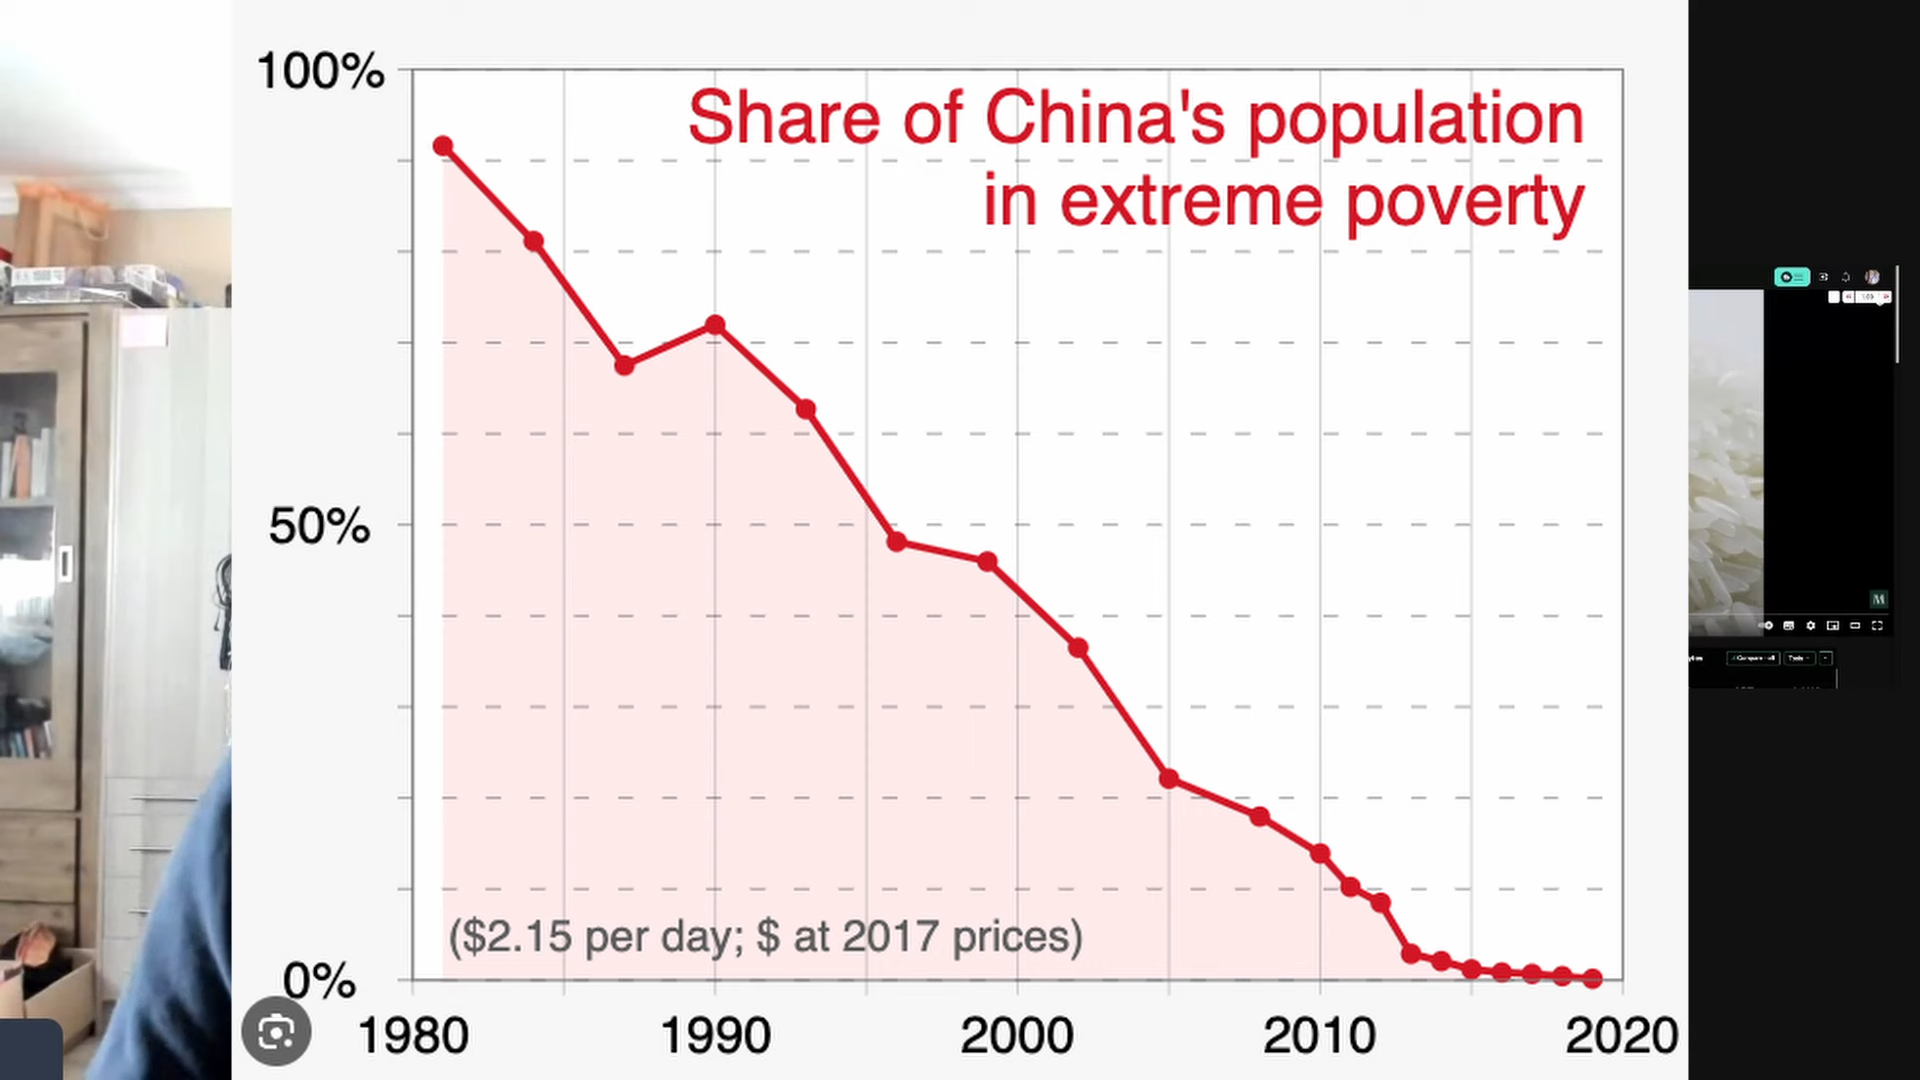 100%
Share of China's population
in extreme poverty
50%
($2.15 per day; $ at 2017 prices)
0%
1980 1990 2000 2010 2020
M
Tools